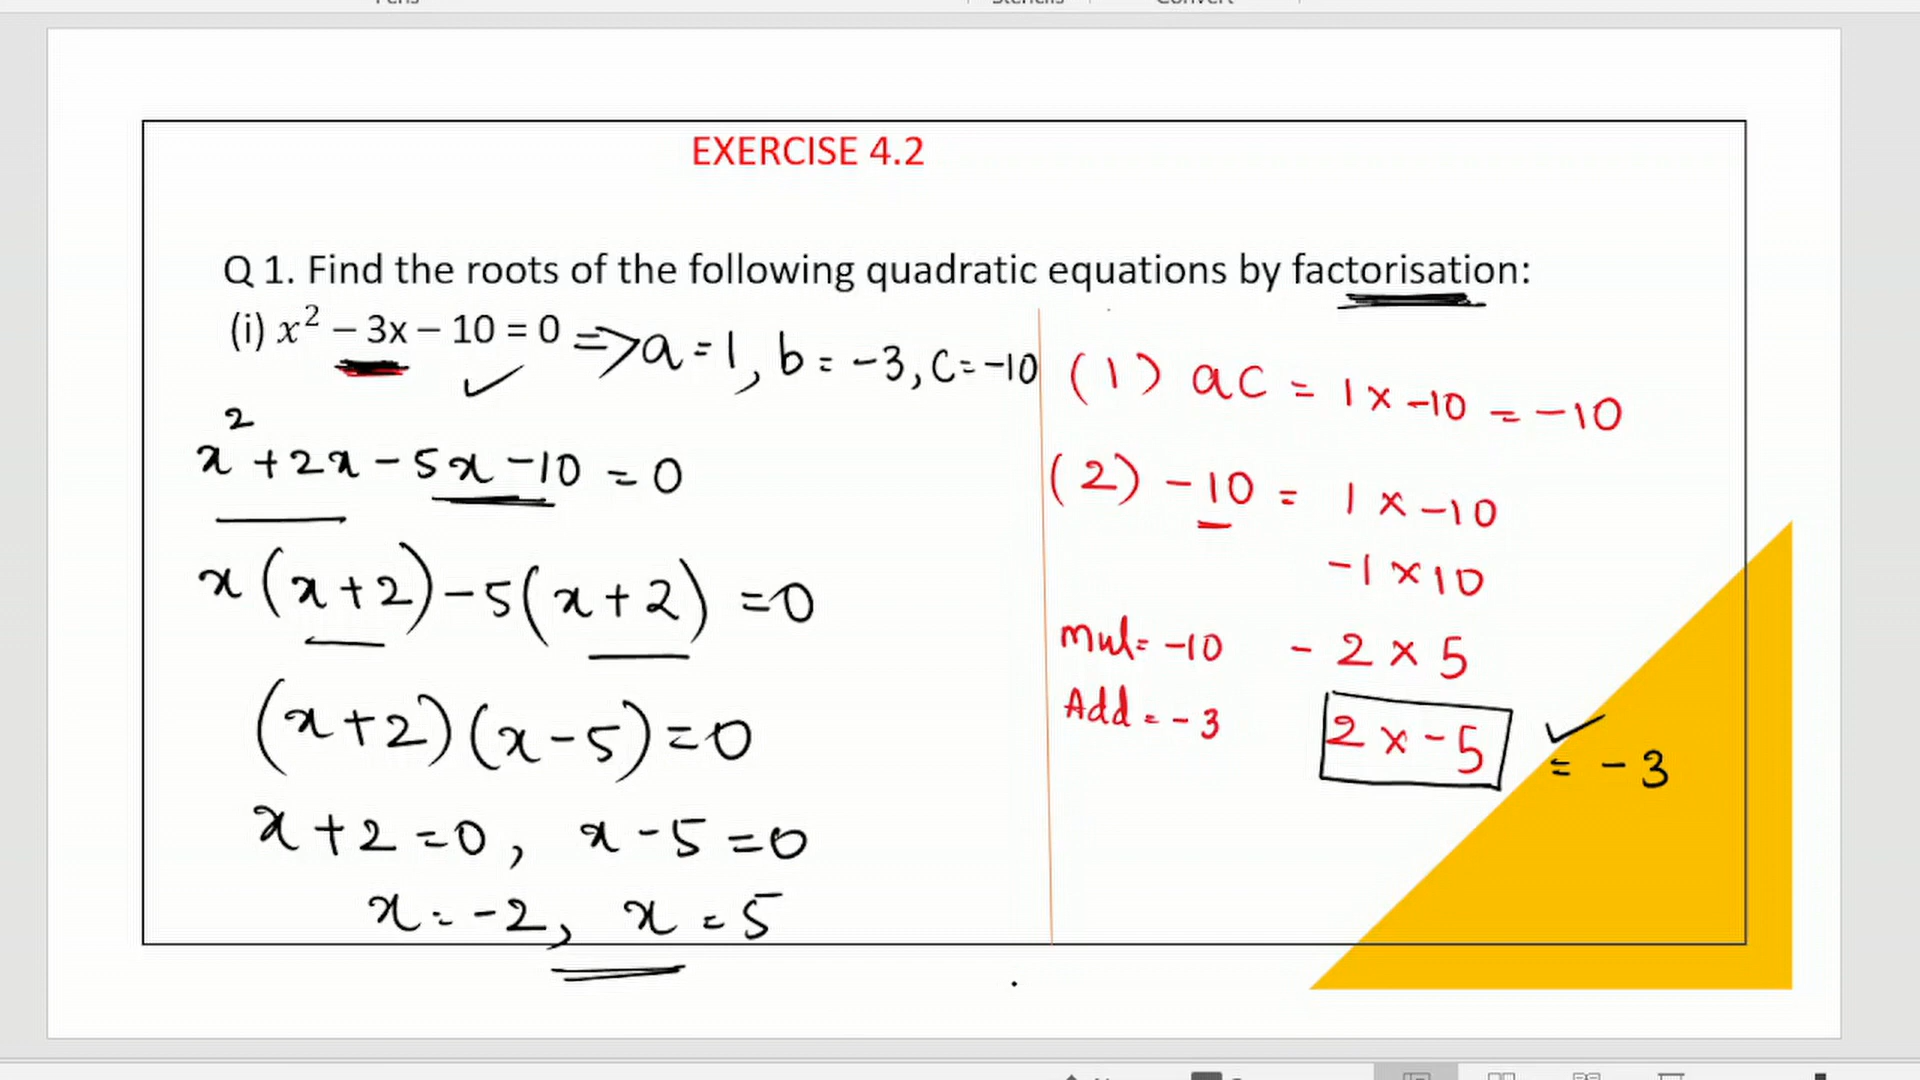 Pens Stencils Convert
EXERCISE 4.2
Q 1. Find the roots of the following quadratic equations by factorisation:
(i) x² – 3x – 10 = 0 => a = 1, b = -3, c = -10
x² + 2x - 5x - 10 = 0
x(x+2) - 5(x+2) = 0
(x+2)(x-5) = 0
x + 2 = 0, x - 5 = 0
x = -2, x = 5
(1) ac = 1 x -10 = -10
(2) -10 = 1 x -10
-1 x 10
mul = -10 - 2 x 5
Add = -3 2 x -5 ✓ = -3